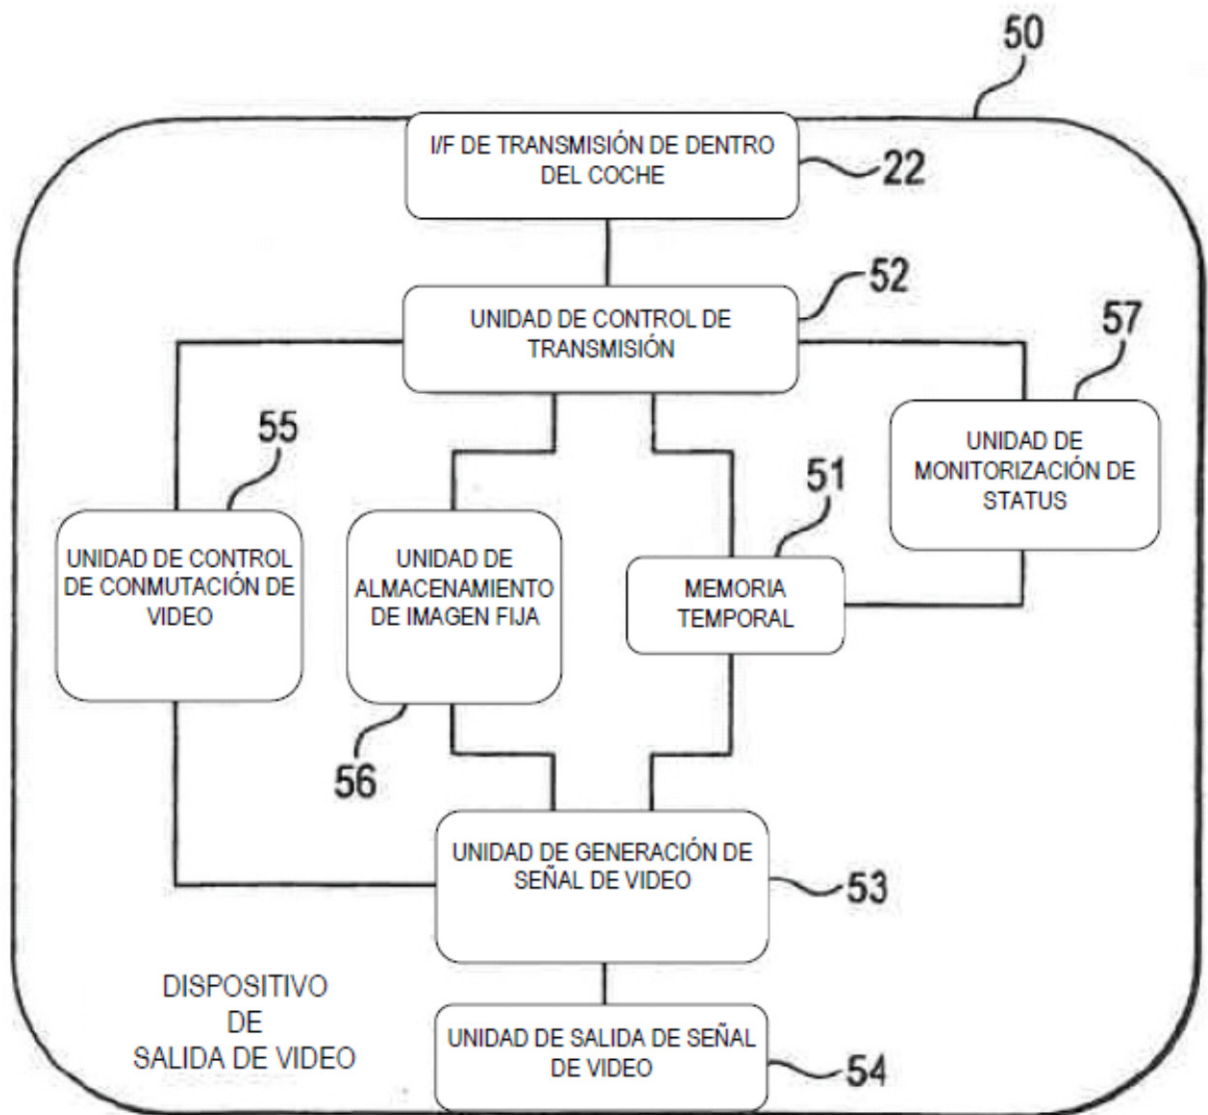 50
I/F DE TRANSMISIÓN DE DENTRO
DEL COCHE
22
52
UNIDAD DE CONTROL DE
TRANSMISIÓN
57
UNIDAD DE
MONITORIZACIÓN DE
STATUS
55
UNIDAD DE CONTROL
DE CONMUTACIÓN DE
VIDEO
UNIDAD DE
ALMACENAMIENTO
DE IMAGEN FIJA
56
51
MEMORIA
TEMPORAL
UNIDAD DE GENERACIÓN DE
SEÑAL DE VIDEO
53
DISPOSITIVO
DE
SALIDA DE VIDEO
UNIDAD DE SALIDA DE SEÑAL
DE VIDEO
54